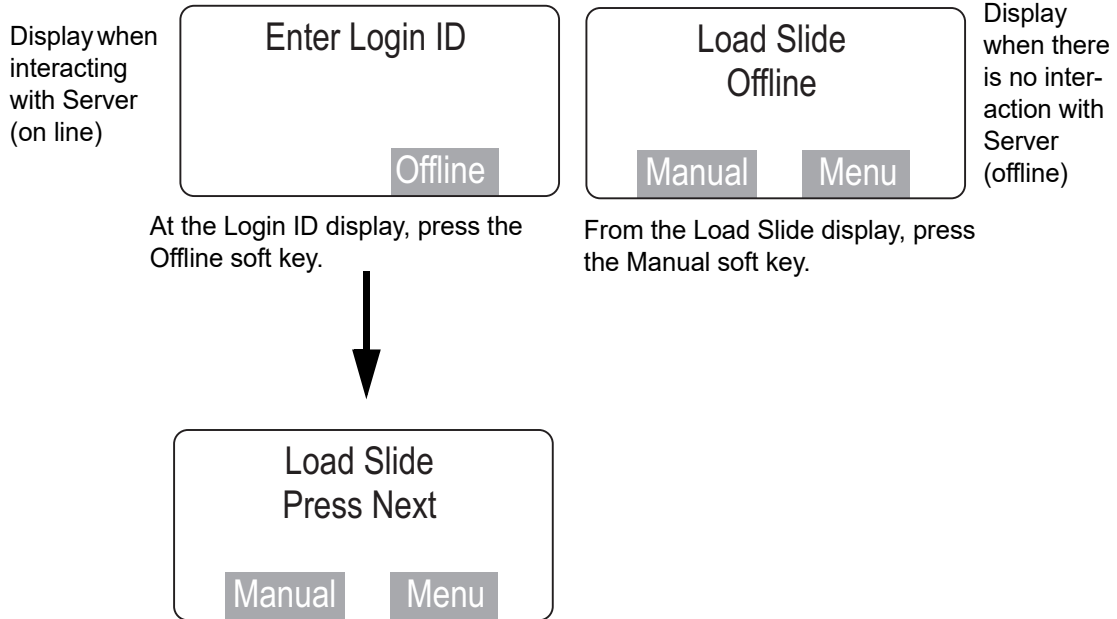 Display when
interacting
with Server
(on line)
Enter Login ID
Offline
At the Login ID display, press the
Offline soft key.
Load Slide
Offline
Manual Menu
Display
when there
is no inter-
action with
Server
(offline)
From the Load Slide display, press
the Manual soft key.
Load Slide
Press Next
Manual Menu